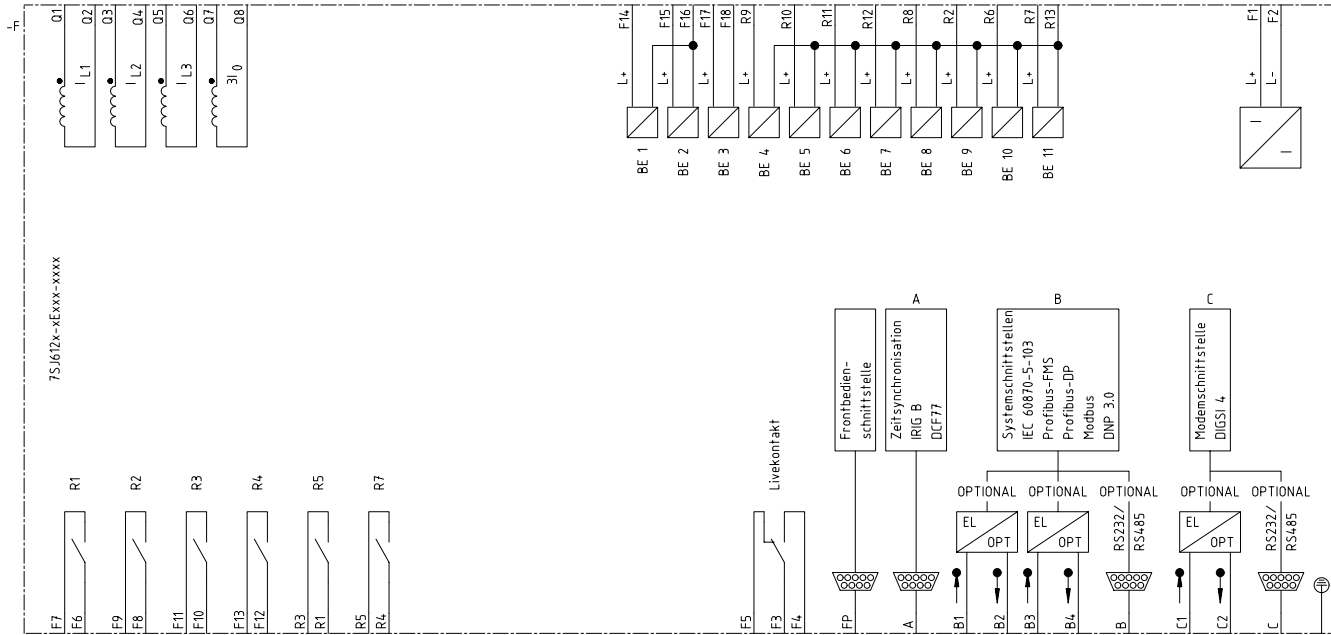 -F
Q1
Q2
Q3
Q4
Q5
Q6
Q7
Q8
F14
F15
F16
F17
F18
R9
R10
R11
R12
R8
R2
R6
R7
R13
F1
F2
I L1
I L2
I L3
3I 0
L+
L+
L+
L+
L+
L+
L+
L+
L+
L+
L+
L+
L-
BE 1
BE 2
BE 3
BE 4
BE 5
BE 6
BE 7
BE 8
BE 9
BE 10
BE 11
7SJ612x-xExxx-xxxx
A
B
C
Frontbedien-
schnittstelle
Zeitsynchronisation
IRIG B
DCF77
Systemschnittstellen
IEC 60870-5-103
Profibus-FMS
Profibus-DP
Modbus
DNP 3.0
Modemschnittstelle
DIGSI 4
R1
R2
R3
R4
R5
R7
Livekontakt
OPTIONAL
OPTIONAL
OPTIONAL
OPTIONAL
OPTIONAL
EL
OPT
EL
OPT
RS232/
RS485
EL
OPT
RS232/
RS485
F7
F6
F9
F8
F11
F10
F13
F12
R3
R1
R5
R4
F5
F3
F4
FP
A
B1
B2
B3
B4
B
C1
C2
C